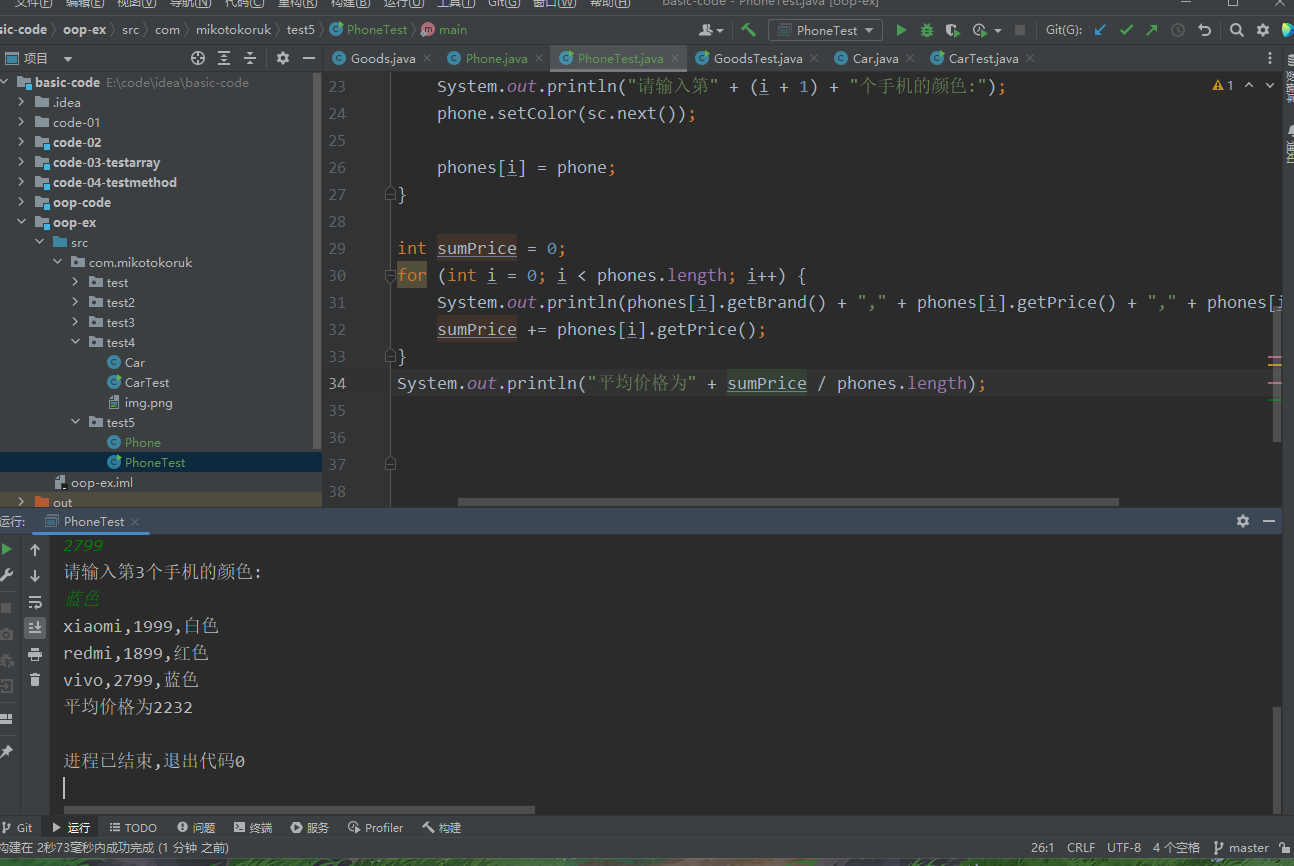 文件(F) 编辑(E) 视图(V) 导航(N) 代码(C) 重构(R) 构建(B) 运行(U) 工具(T) Git(G) 窗口(W) 帮助(H) basic-code - PhoneTest.java [oop-ex]
sic-code oop-ex src com mikotokoruk test5 PhoneTest main PhoneTest Git(G):
项目 Goods.java Phone.java PhoneTest.java GoodsTest.java Car.java CarTest.java
basic-code E:\code\idea\basic-code
.idea
code-01
code-02
code-03-testarray
code-04-testmethod
oop-code
oop-ex
src
com.mikotokoruk
test
test2
test3
test4
Car
CarTest
img.png
test5
Phone
PhoneTest
oop-ex.iml
out
23 System.out.println("请输入第" + (i + 1) + "个手机的颜色:"); 1
24 phone.setColor(sc.next());
25
26 phones[i] = phone;
27 }
28
29 int sumPrice = 0;
30 for (int i = 0; i < phones.length; i++) {
31 System.out.println(phones[i].getBrand() + "," + phones[i].getPrice() + "," + phones[i
32 sumPrice += phones[i].getPrice();
33 }
34 System.out.println("平均价格为" + sumPrice / phones.length);
35
36
37
38
运行: PhoneTest
2799
请输入第3个手机的颜色:
蓝色
xiaomi,1999,白色
redmi,1899,红色
vivo,2799,蓝色
平均价格为2232
进程已结束,退出代码0
Git 运行 TODO 问题 终端 服务 Profiler 构建
构建在 2秒73毫秒内成功完成 (1 分钟 之前) 26:1 CRLF UTF-8 4 个空格 master